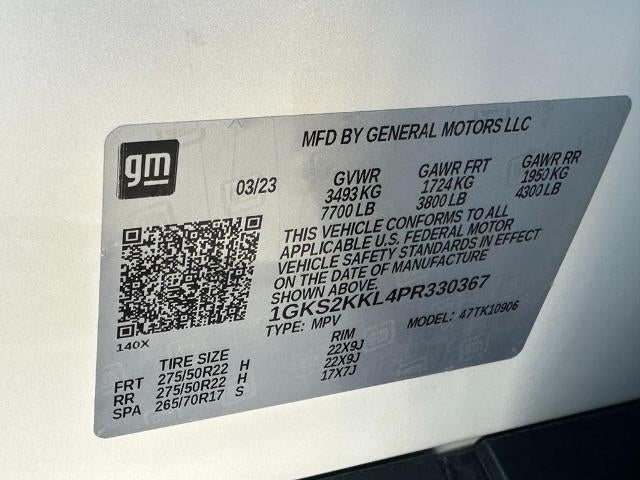 MFD BY GENERAL MOTORS LLC
gm
03/23 GVWR GAWR FRT GAWR RR
3493 KG 1724 KG 1950 KG
7700 LB 3800 LB 4300 LB
THIS VEHICLE CONFORMS TO ALL
APPLICABLE U.S. FEDERAL MOTOR
VEHICLE SAFETY STANDARDS IN EFFECT
ON THE DATE OF MANUFACTURE
SHOWN ABOVE.
1GKS2KKL4PR330367
TYPE: MPV MODEL: 47TK10906
140X
TIRE SIZE RIM
FRT 275/50R22 H 22X9J
RR 275/50R22 H 22X9J
SPA 265/70R17 S 17X7J